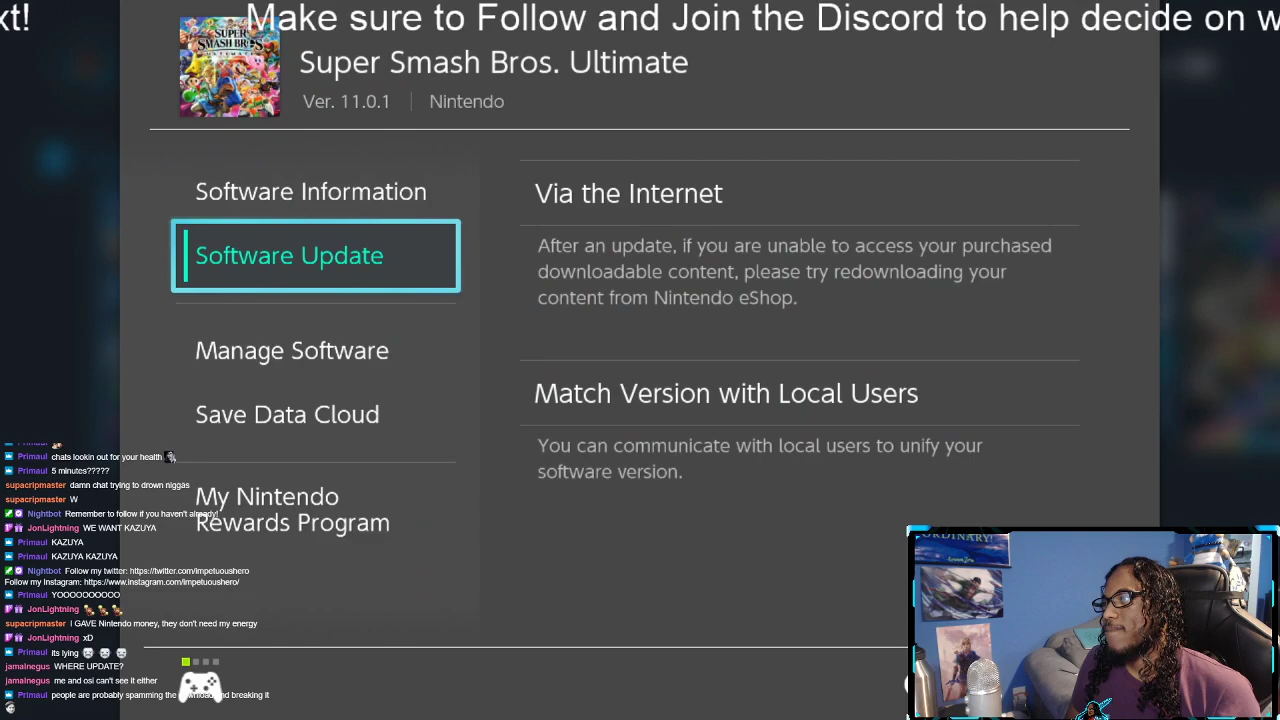 xt!
Make sure to Follow and Join the Discord to help decide on w
SUPER
SMASH BROS.
ULTIMATE
Super Smash Bros. Ultimate
Ver. 11.0.1 | Nintendo
Software Information
Software Update
Manage Software
Save Data Cloud
My Nintendo
Rewards Program
Via the Internet
After an update, if you are unable to access your purchased
downloadable content, please try redownloading your
content from Nintendo eShop.
Match Version with Local Users
You can communicate with local users to unify your
software version.
Primaul
Primaul chats lookin out for your health
Primaul 5 minutes?????
supacripmaster damn chat trying to drown niggas
supacripmaster W
Nightbot Remember to follow if you haven't already!
JonLightning WE WANT KAZUYA
Primaul KAZUYA
Primaul KAZUYA KAZUYA
Nightbot Follow my twitter: https://twitter.com/impetuoushero
Follow my Instagram: https://www.instagram.com/impetuoushero/
Primaul YOOOOOOOOOO
JonLightning
supacripmaster I GAVE Nintendo money, they don't need my energy
JonLightning xD
Primaul its lying
jamalnegus WHERE UPDATE?
jamalnegus me and osi can't see it either
Primaul people are probably spamming the download and breaking it
ORDINARY!